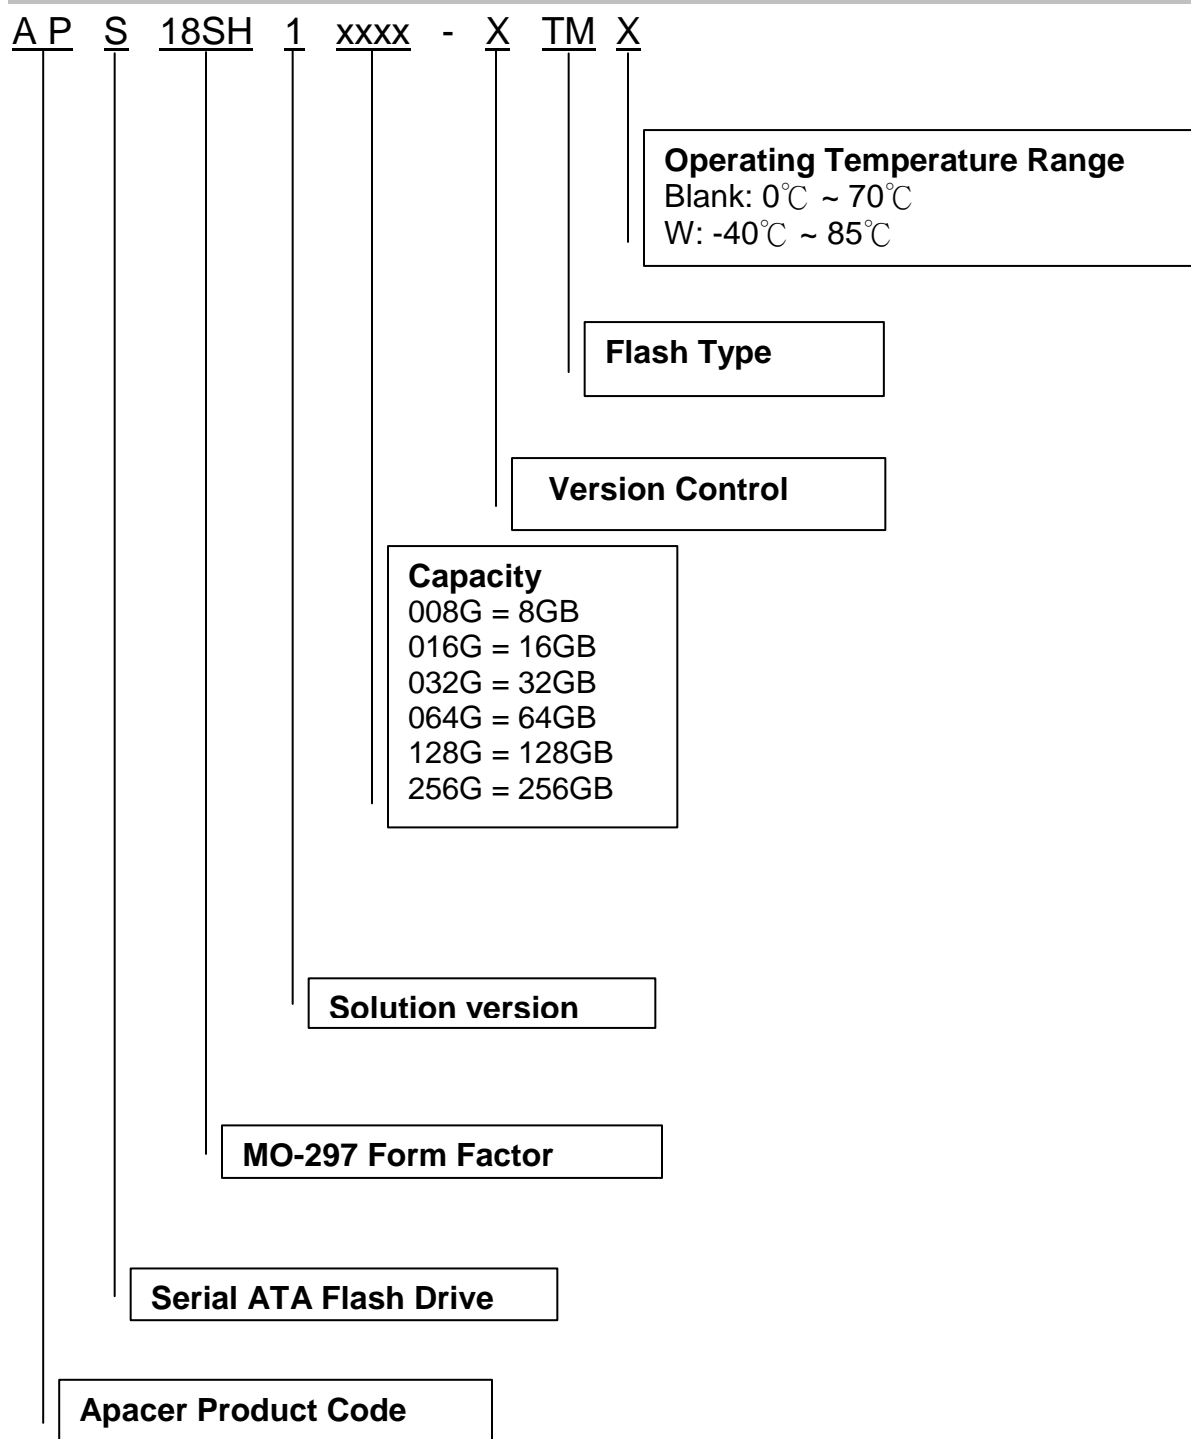 A P S 18SH 1 xxxx - X TM X
Operating Temperature Range
Blank: 0℃ ~ 70℃
W: -40℃ ~ 85℃
Flash Type
Version Control
Capacity
008G = 8GB
016G = 16GB
032G = 32GB
064G = 64GB
128G = 128GB
256G = 256GB
Solution version
MO-297 Form Factor
Serial ATA Flash Drive
Apacer Product Code